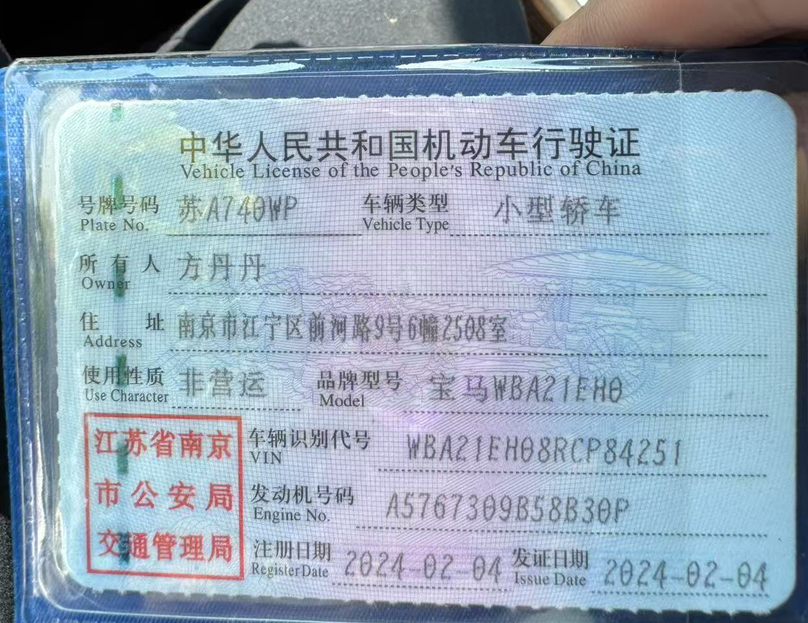 中华人民共和国机动车行驶证
Vehicle License of the People's Republic of China
号牌号码 苏A740WP 车辆类型 小型轿车
Plate No. Vehicle Type
所有人 方丹丹
Owner
住址 南京市江宁区前河路9号6幢2508室
Address
使用性质 非营运 品牌型号 宝马WBA21EH0
Use Character Model
江苏省南京
市公安局
交通管理局
车辆识别代号 WBA21EH08RCP84251
VIN
发动机号码 A5767309B58B30P
Engine No.
注册日期 2024-02-04 发证日期 2024-02-04
Register Date Issue Date